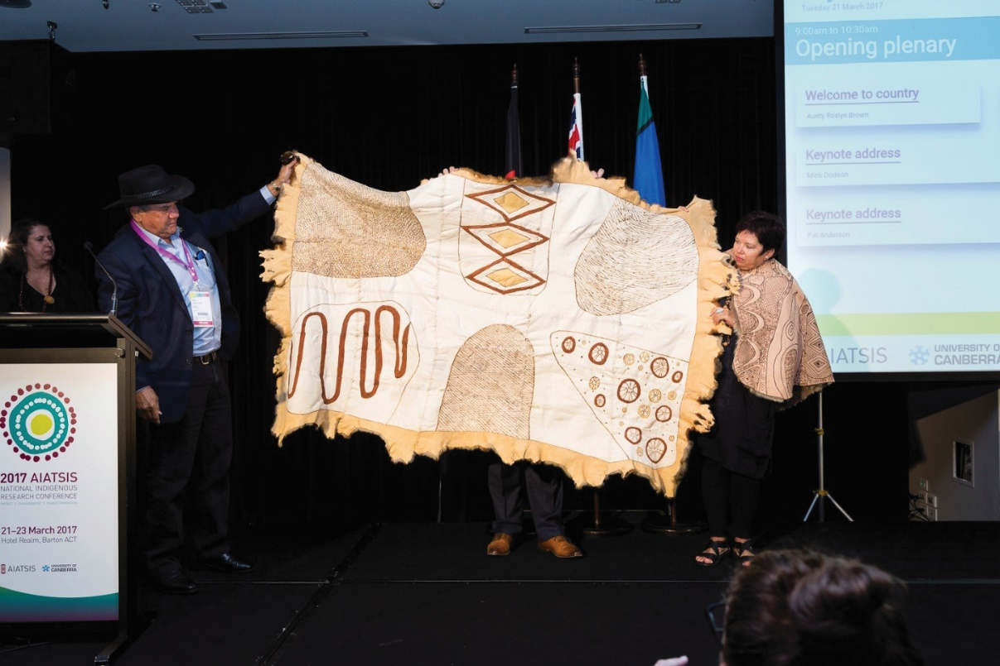 2017 AIATSIS
NATIONAL INDIGENOUS
RESEARCH CONFERENCE
21–23 March 2017
Hotel Realm, Barton ACT
AIATSIS
UNIVERSITY OF
CANBERRA
Tuesday 21 March 2017
9:00am to 10:30am
Opening plenary
Welcome to country
Aunty Roslyn Brown
Keynote address
Mick Dodson
Keynote address
Pat Anderson
AIATSIS
UNIVERSITY OF
CANBERRA